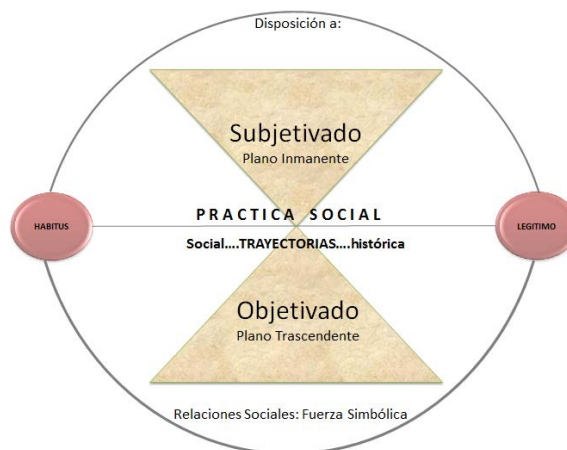 Disposición a:
Subjetivado
Plano Inmanente
HABITUS
PRACTICA SOCIAL
LEGITIMO
Social....TRAYECTORIAS....histórica
Objetivado
Plano Trascendente
Relaciones Sociales: Fuerza Simbólica